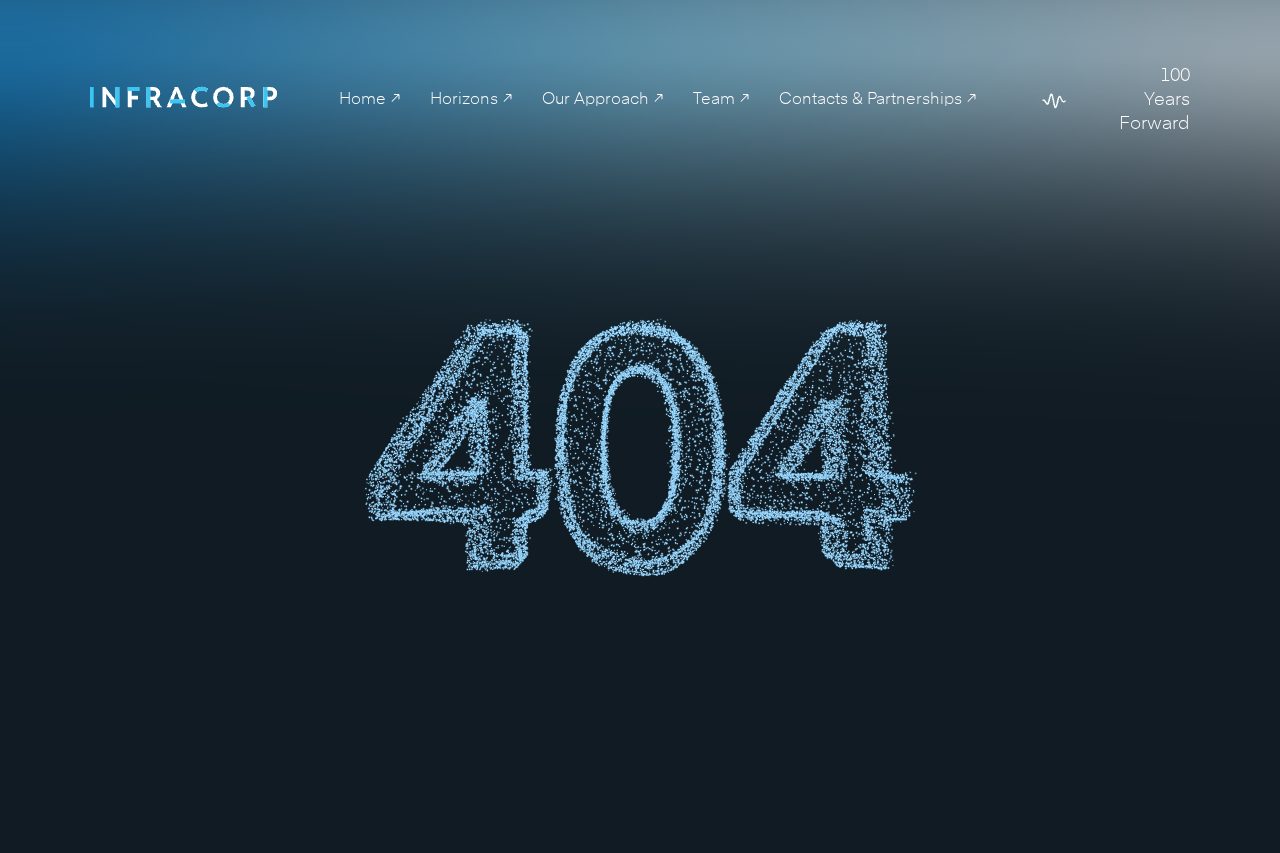 INFRACORP
Home
Horizons
Our Approach
Team
Contacts & Partnerships
100
Years
Forward
404